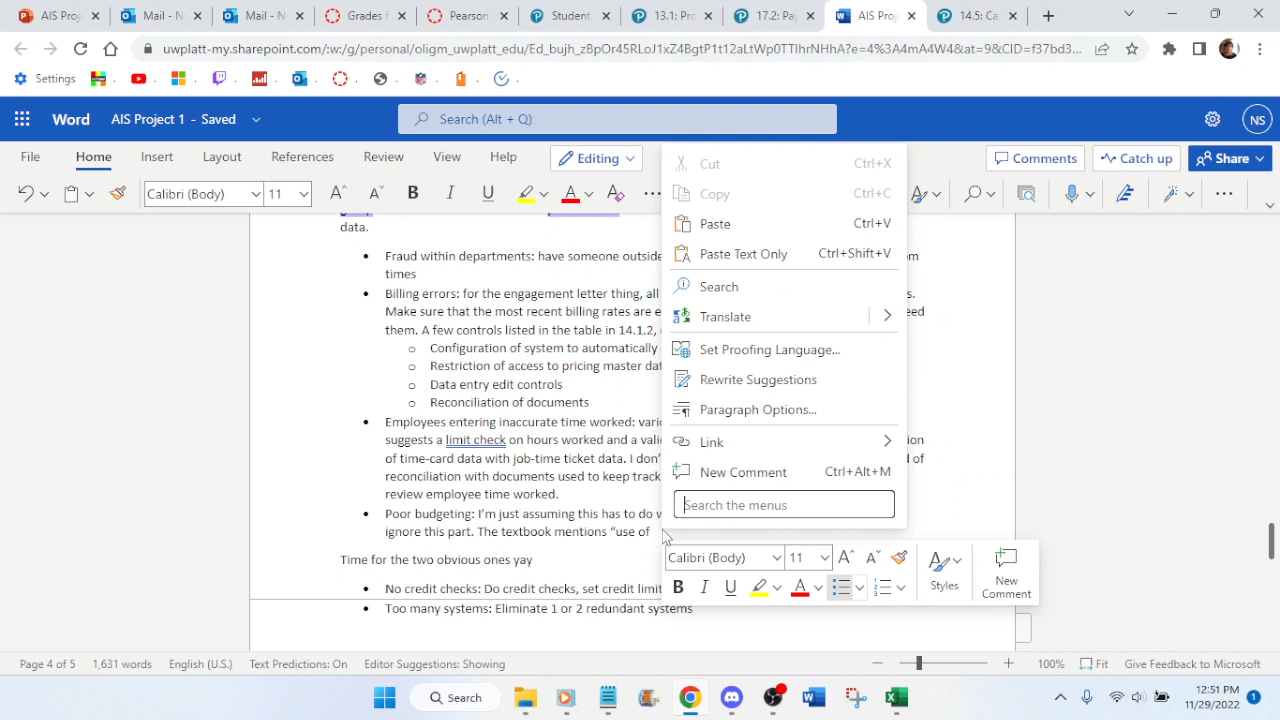 AIS Proj
Mail - N
Mail - N
Grades f
Pearson
Student
13.1: Pr
17.2: Pa
AIS Proj
14.5: Ca
uwplatt-my.sharepoint.com/:w:/g/personal/oligm_uwplatt_edu/
Settings
Word
AIS Project 1 - Saved
Search (Alt + Q)
NS
File
Home
Insert
Layout
References
Review
View
Help
Editing
Comments
Catch up
Share
Calibri (Body)
11
B
I
U
A
data.
Fraud within departments: have someone outside
times
Billing errors: for the engagement letter thing, all
Make sure that the most recent billing rates are e
eed
them. A few controls listed in the table in 14.1.2,
Configuration of system to automatically
Restriction of access to pricing master dat
Data entry edit controls
Reconciliation of documents
Employees entering inaccurate time worked: vari
suggests a limit check on hours worked and a vali
ion
of time-card data with job-time ticket data. I don'
d of
reconciliation with documents used to keep track
review employee time worked.
Poor budgeting: I'm just assuming this has to do w
ignore this part. The textbook mentions "use of
Time for the two obvious ones yay
No credit checks: Do credit checks, set credit limit
Too many systems: Eliminate 1 or 2 redundant systems
Cut Ctrl+X
Copy Ctrl+C
Paste Ctrl+V
Paste Text Only Ctrl+Shift+V
Search
Translate
Set Proofing Language...
Rewrite Suggestions
Paragraph Options...
Link
New Comment Ctrl+Alt+M
Search the menus
Calibri (Body)
11
B
I
U
A
Styles
New
Comment
Page 4 of 5
1,631 words
English (U.S.)
Text Predictions: On
Editor Suggestions: Showing
100%
Fit
Give Feedback to Microsoft
Search
12:51 PM
11/29/2022
1